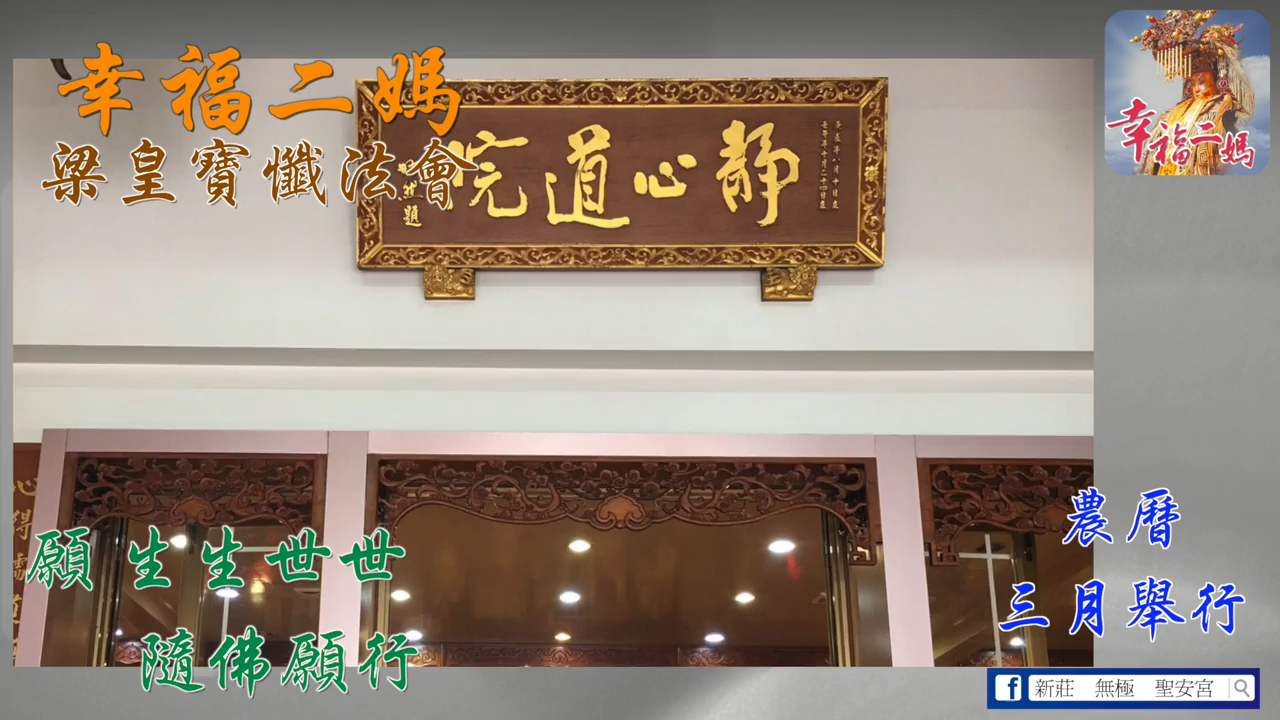 幸福二媽
梁皇寶懺法會
靜心道院
幸福二媽
心得
願生生世世
隨佛願行
農曆
三月舉行
新莊 無極 聖安宮